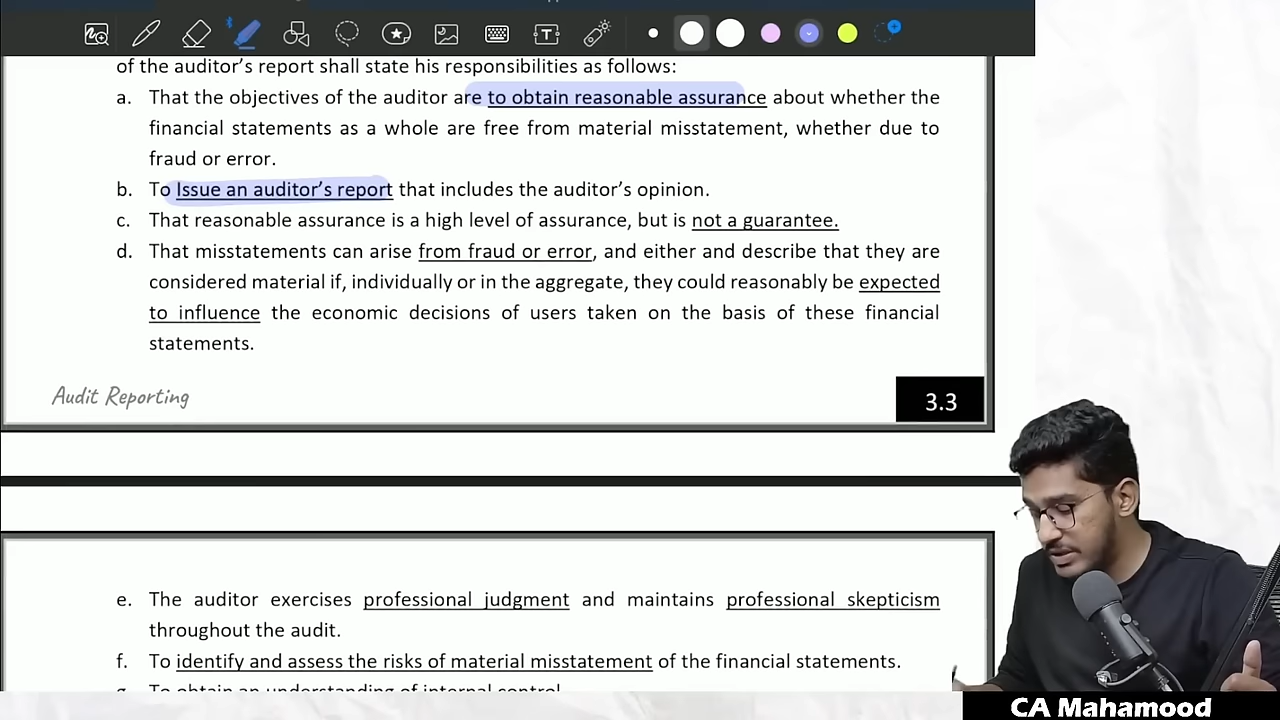 of the auditor's report shall state his responsibilities as follows:
a. That the objectives of the auditor are to obtain reasonable assurance about whether the
financial statements as a whole are free from material misstatement, whether due to
fraud or error.
b. To Issue an auditor's report that includes the auditor's opinion.
c. That reasonable assurance is a high level of assurance, but is not a guarantee.
d. That misstatements can arise from fraud or error, and either and describe that they are
considered material if, individually or in the aggregate, they could reasonably be expected
to influence the economic decisions of users taken on the basis of these financial
statements.
Audit Reporting
3.3
e. The auditor exercises professional judgment and maintains professional skepticism
throughout the audit.
f. To identify and assess the risks of material misstatement of the financial statements.
g. To obtain an understanding of internal control
CA Mahamood